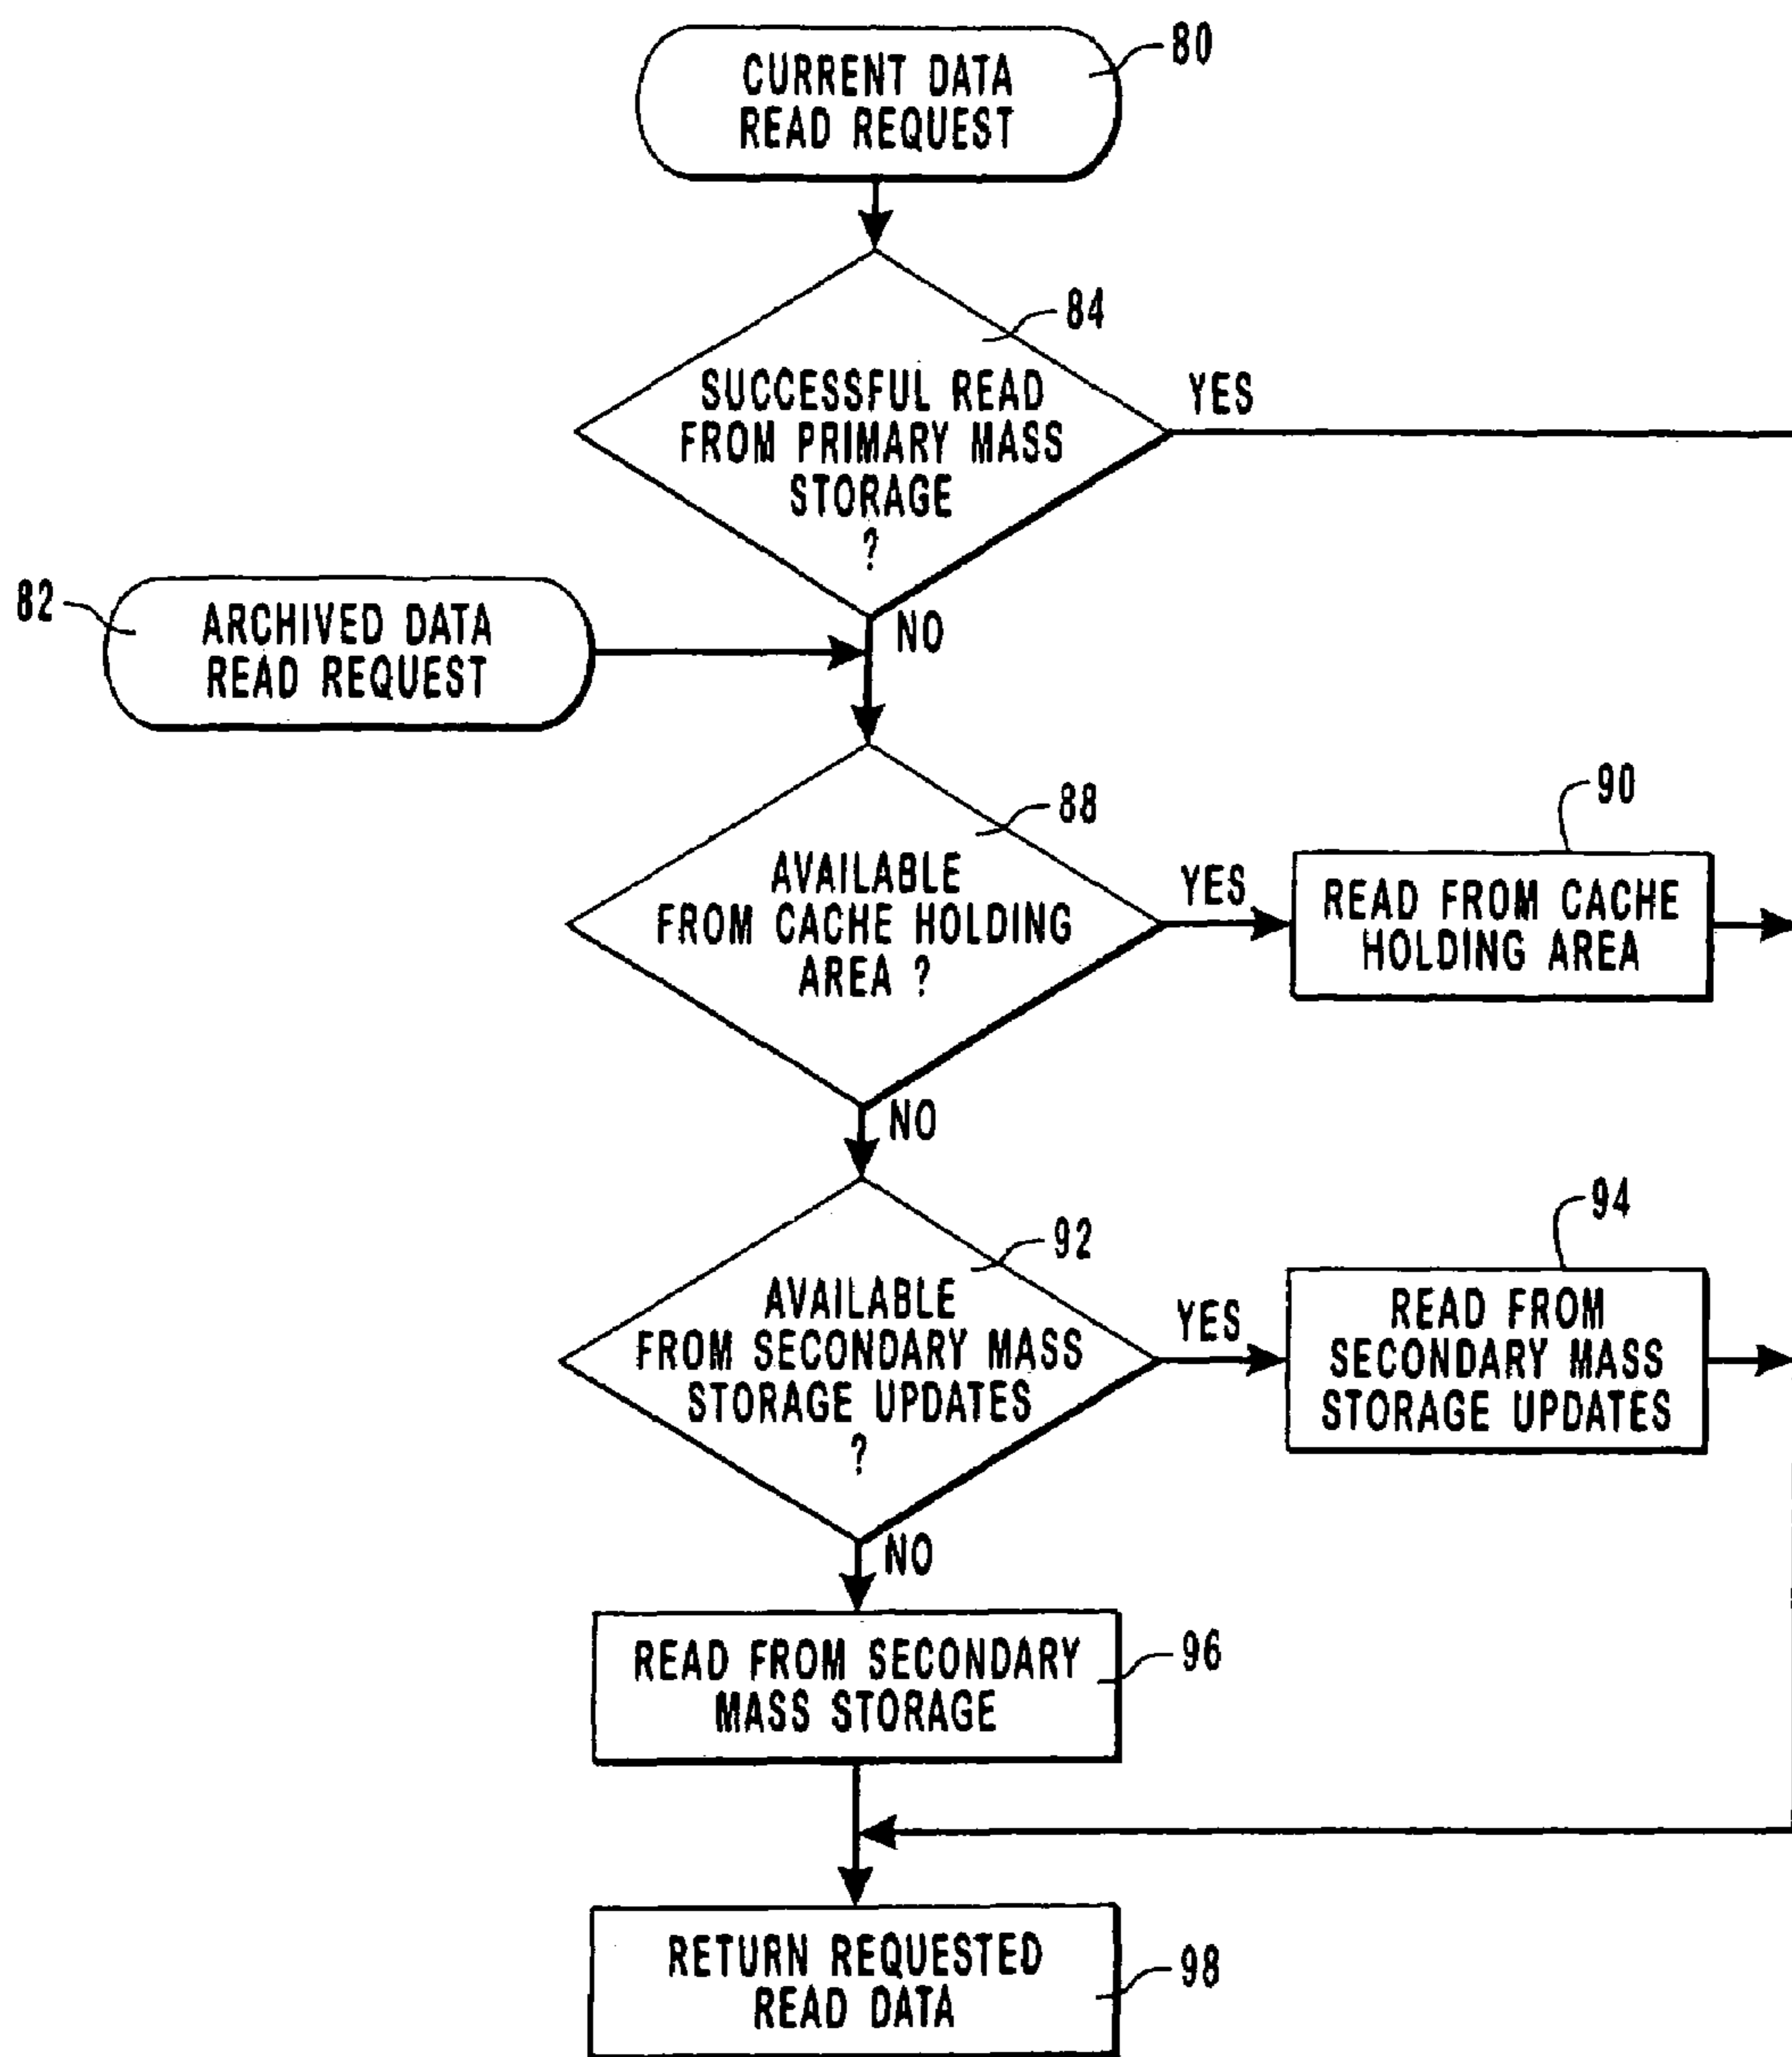 CURRENT DATA
READ REQUEST
80
84
SUCCESSFUL READ
FROM PRIMARY MASS
STORAGE
?
YES
NO
82
ARCHIVED DATA
READ REQUEST
88
AVAILABLE
FROM CACHE HOLDING
AREA ?
YES
90
READ FROM CACHE
HOLDING AREA
NO
92
AVAILABLE
FROM SECONDARY MASS
STORAGE UPDATES
?
YES
94
READ FROM
SECONDARY MASS
STORAGE UPDATES
NO
READ FROM SECONDARY
MASS STORAGE
96
RETURN REQUESTED
READ DATA
98